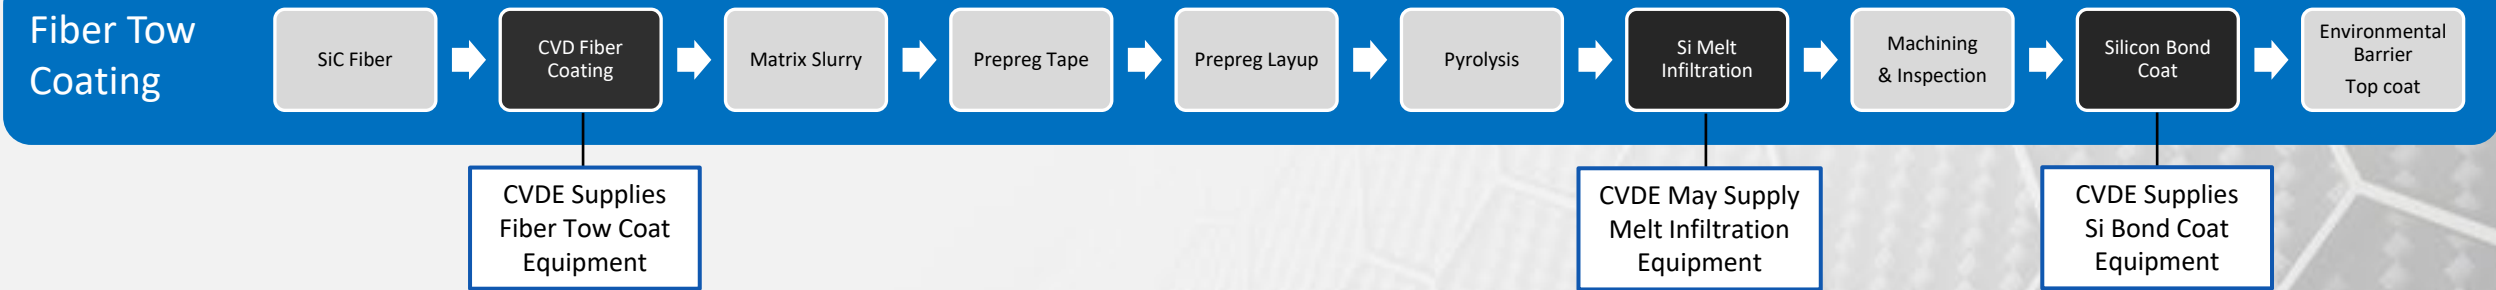 Fiber Tow
Coating
SiC Fiber
CVD Fiber
Coating
Matrix Slurry
Prepreg Tape
Prepreg Layup
Pyrolysis
Si Melt
Infiltration
Machining
& Inspection
Silicon Bond
Coat
Environmental
Barrier
Top coat
CVDE Supplies
Fiber Tow Coat
Equipment
CVDE May Supply
Melt Infiltration
Equipment
CVDE Supplies
Si Bond Coat
Equipment